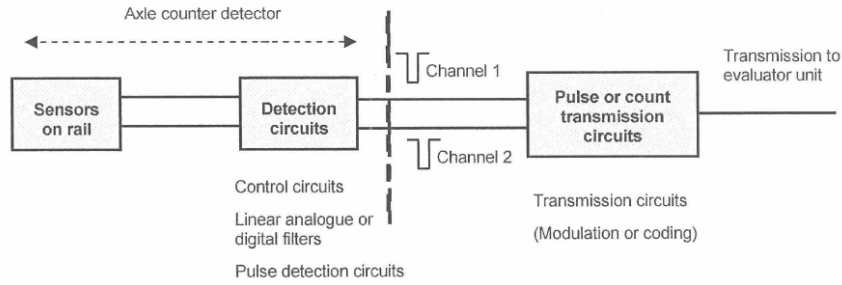 Axle counter detector
Channel 1
Transmission to
evaluator unit
Sensors
on rail
Detection
circuits
Pulse or count
transmission
circuits
Channel 2
Control circuits
Linear analogue or
digital filters
Pulse detection circuits
Transmission circuits
(Modulation or coding)